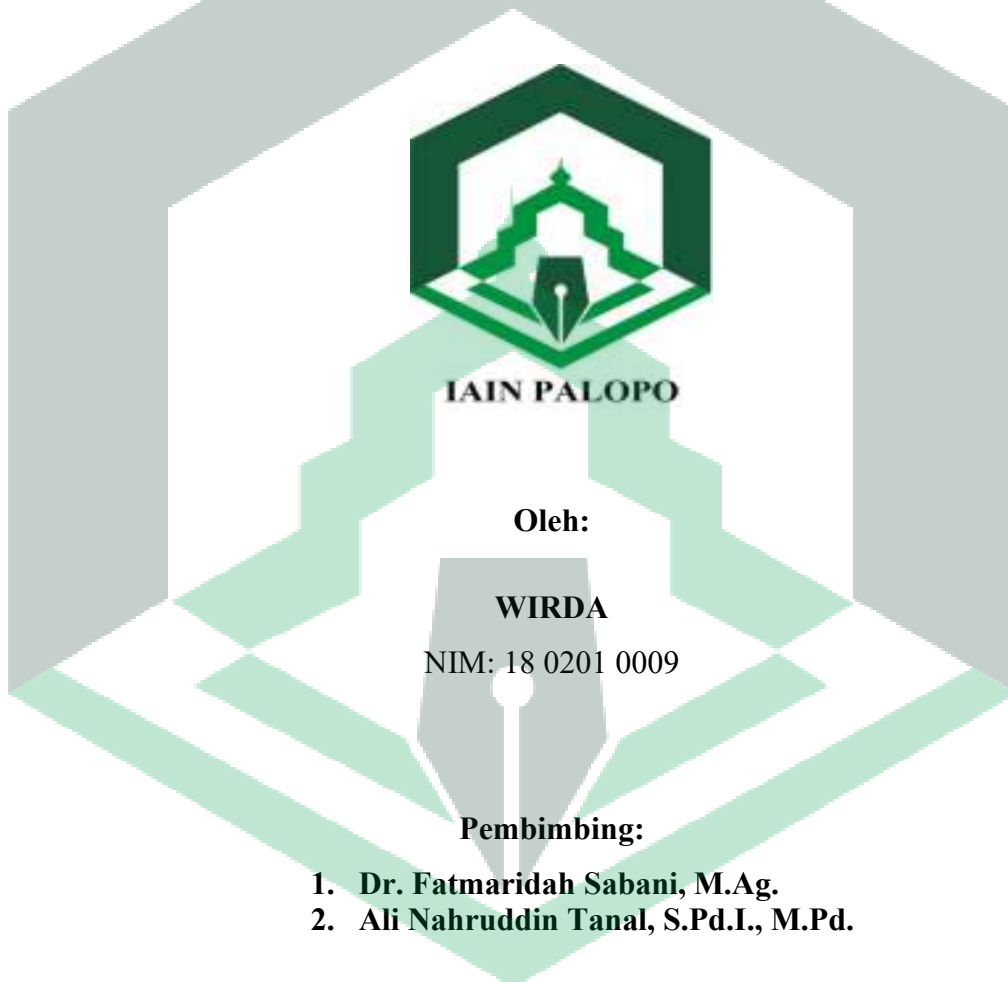 IAIN PALOPO
Oleh:
WIRDA
NIM: 18 0201 0009
Pembimbing:
1. Dr. Fatmaridah Sabani, M.Ag.
2. Ali Nahruddin Tanal, S.Pd.I., M.Pd.